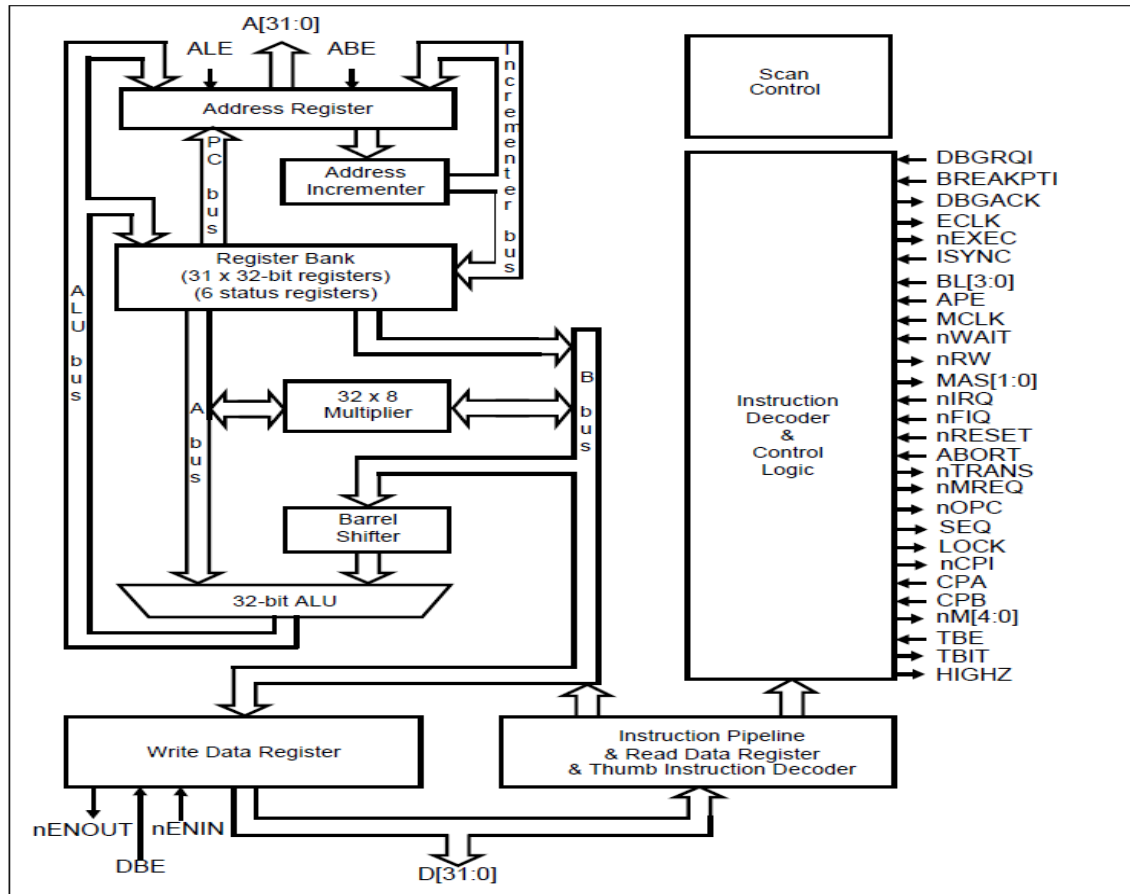 A[31:0]
ALE
ABE
Address Register
Incrementer bus
PC bus
Address
Incrementer
Register Bank
(31 x 32-bit registers)
(6 status registers)
ALU bus
A bus
32 x 8
Multiplier
B bus
Barrel
Shifter
32-bit ALU
Write Data Register
nENOUT
nENIN
DBE
D[31:0]
Instruction Pipeline
& Read Data Register
& Thumb Instruction Decoder
Scan
Control
Instruction
Decoder
&
Control
Logic
DBGRQI
BREAKPTI
DBGACK
ECLK
nEXEC
ISYNC
BL[3:0]
APE
MCLK
nWAIT
nRW
MAS[1:0]
nIRQ
nFIQ
nRESET
ABORT
nTRANS
nMREQ
nOPC
SEQ
LOCK
nCPI
CPA
CPB
nM[4:0]
TBE
TBIT
HIGHZ